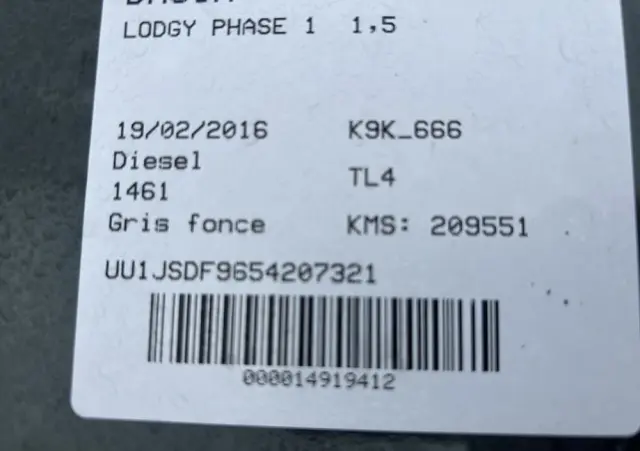 LODGY PHASE 1 1,5
19/02/2016 K9K_666
Diesel
TL4
1461
Gris fonce KMS: 209551
UU1JSDF9654207321
000014919412